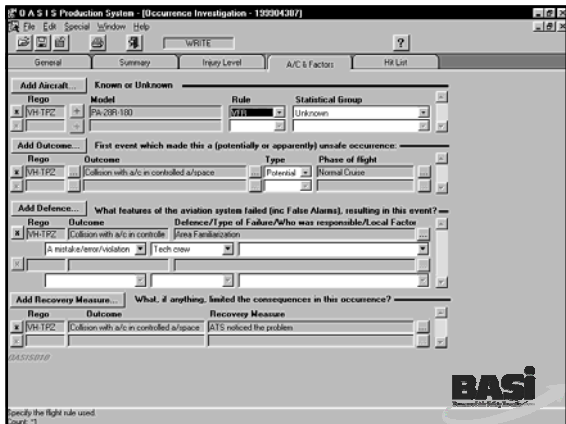 O A S I S Production System - [Occurrence Investigation - 199904387]
File Edit Special Window Help
WRITE ?
General Summary Injury Level A/C & Factors Hit List
Add Aircraft... Known or Unknown
Rego Model Rule Statistical Group
x VH-TPZ + PA-28R-180 VFR Unknown
x +
Add Outcome... First event which made this a (potentially or apparently) unsafe occurrence:
Rego Outcome Type Phase of flight
x VH-TPZ ... Collision with a/c in controlled a/space ... Potential Normal Cruise ...
Add Defence... What features of the aviation system failed (inc False Alarms), resulting in this event?
Rego Outcome Defence/Type of Failure/Who was responsible/Local Factor
x VH-TPZ Collision with a/c in controlle Area Familiarization ...
A mistake/error/violation Tech crew
x
Add Recovery Measure... What, if anything, limited the consequences in this occurrence?
Rego Outcome Recovery Measure
x VH-TPZ Collision with a/c in controlled a/space ATS noticed the problem ...
x
BASI
Specify the flight rule used
Count: *1